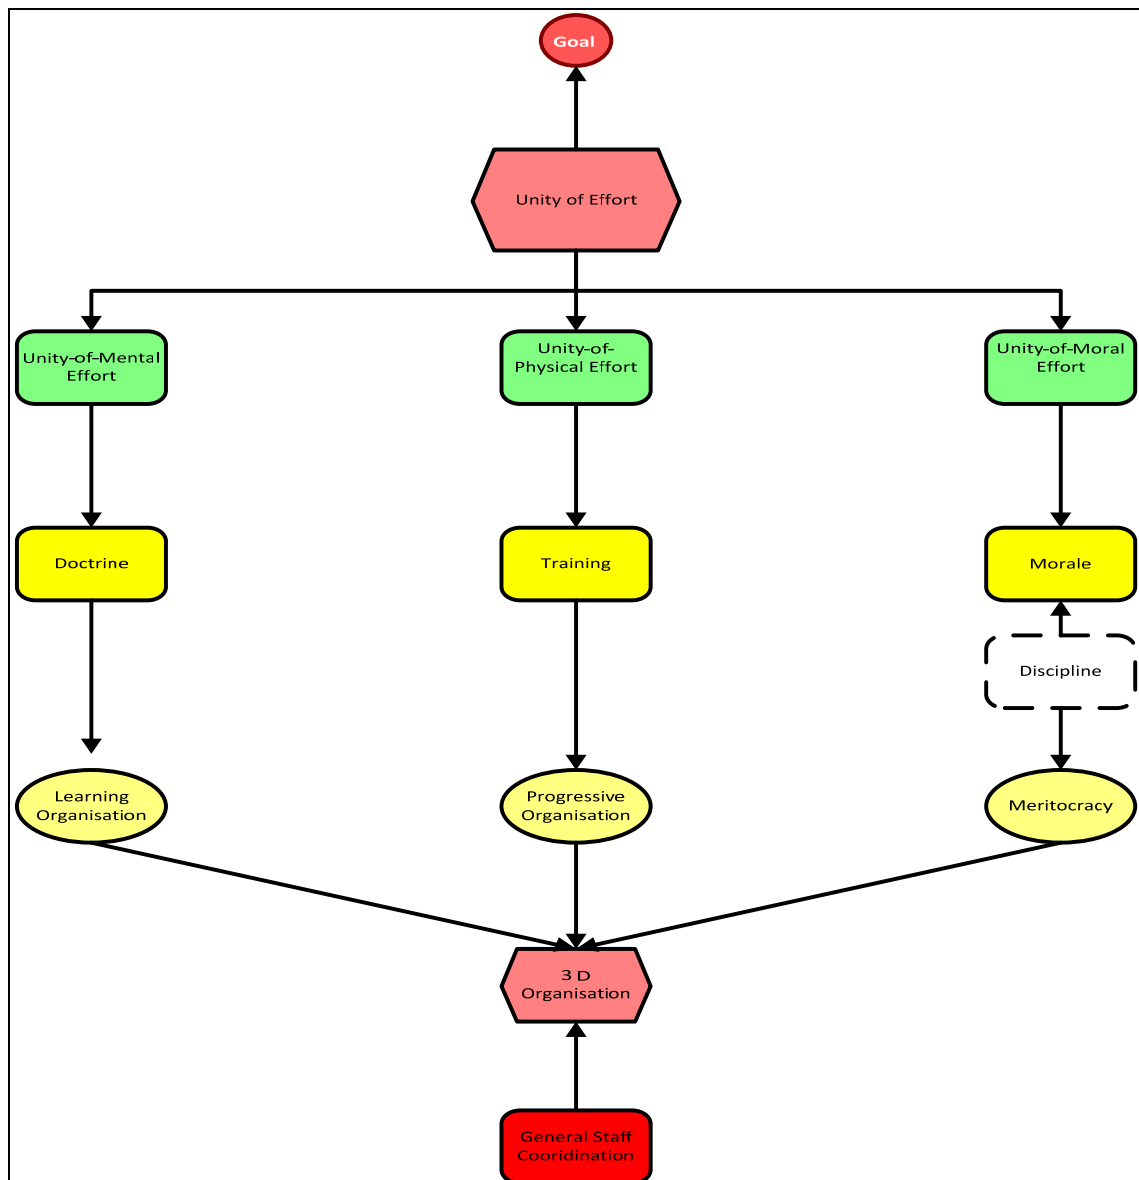 Goal
Unity of Effort
Unity-of-Mental
Effort
Unity-of-
Physical Effort
Unity-of-Moral
Effort
Doctrine
Training
Morale
Discipline
Learning
Organisation
Progressive
Organisation
Meritocracy
3 D
Organisation
General Staff
Cooridination